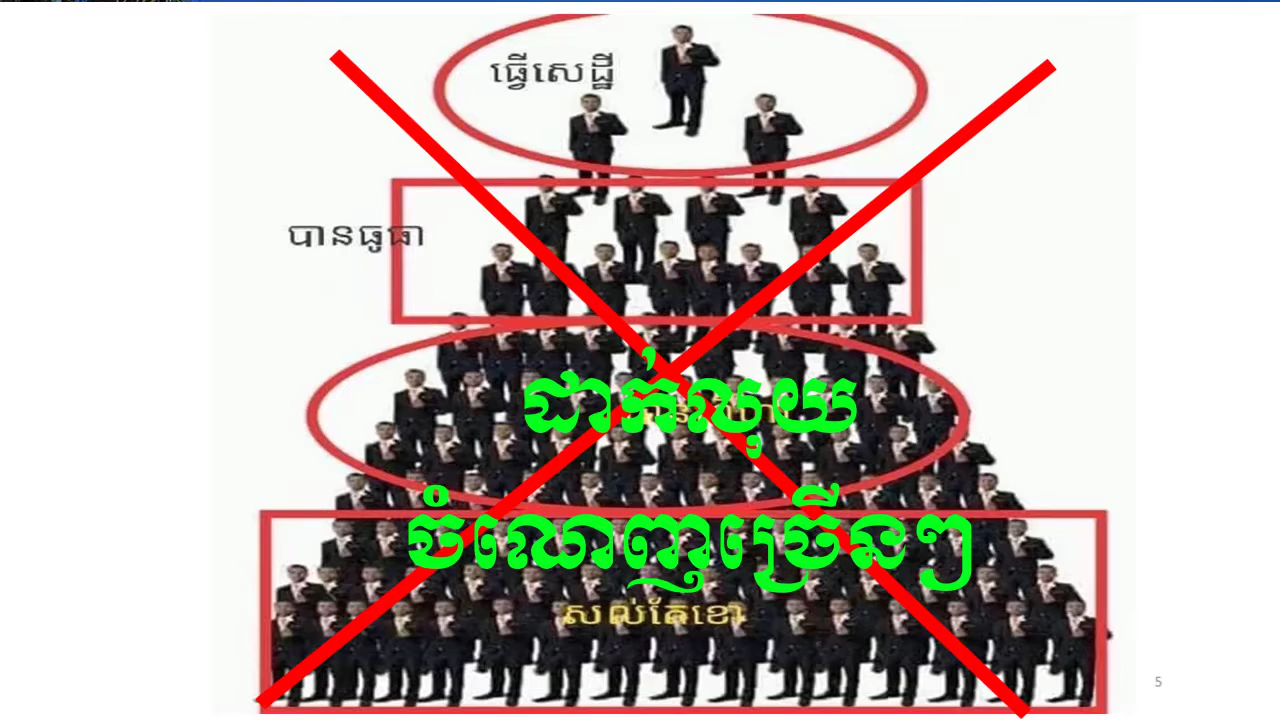 ធ្វើសេដ្ឋី
បានធូធា
ដាក់លុយ
ចំណេញច្រើនៗ
សល់តែខោ
5